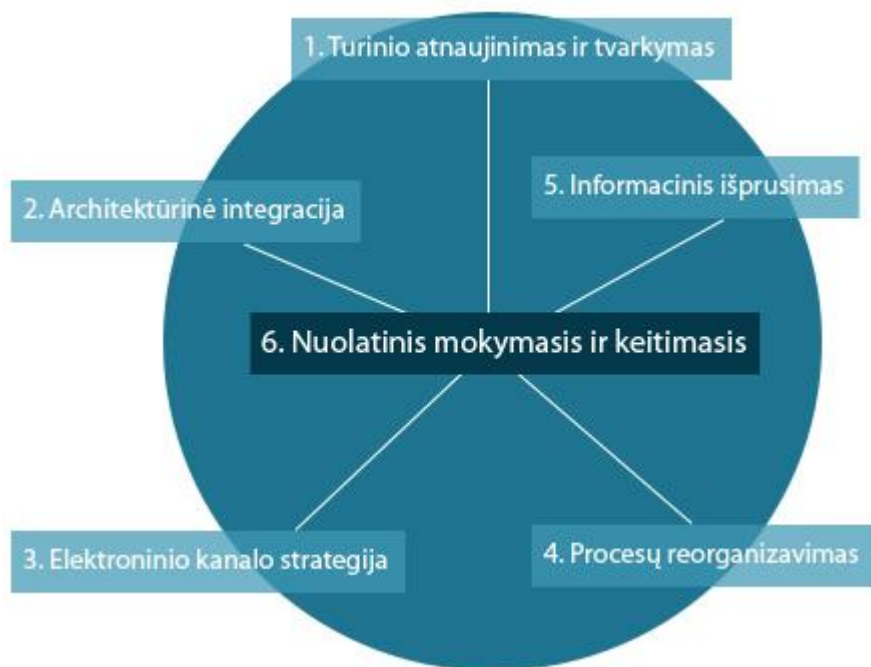 1. Turinio atnaujinimas ir tvarkymas
5. Informacinis išprusimas
2. Architektūrinė integracija
6. Nuolatinis mokymasis ir keitimasis
3. Elektroninio kanalo strategija
4. Procesų reorganizavimas